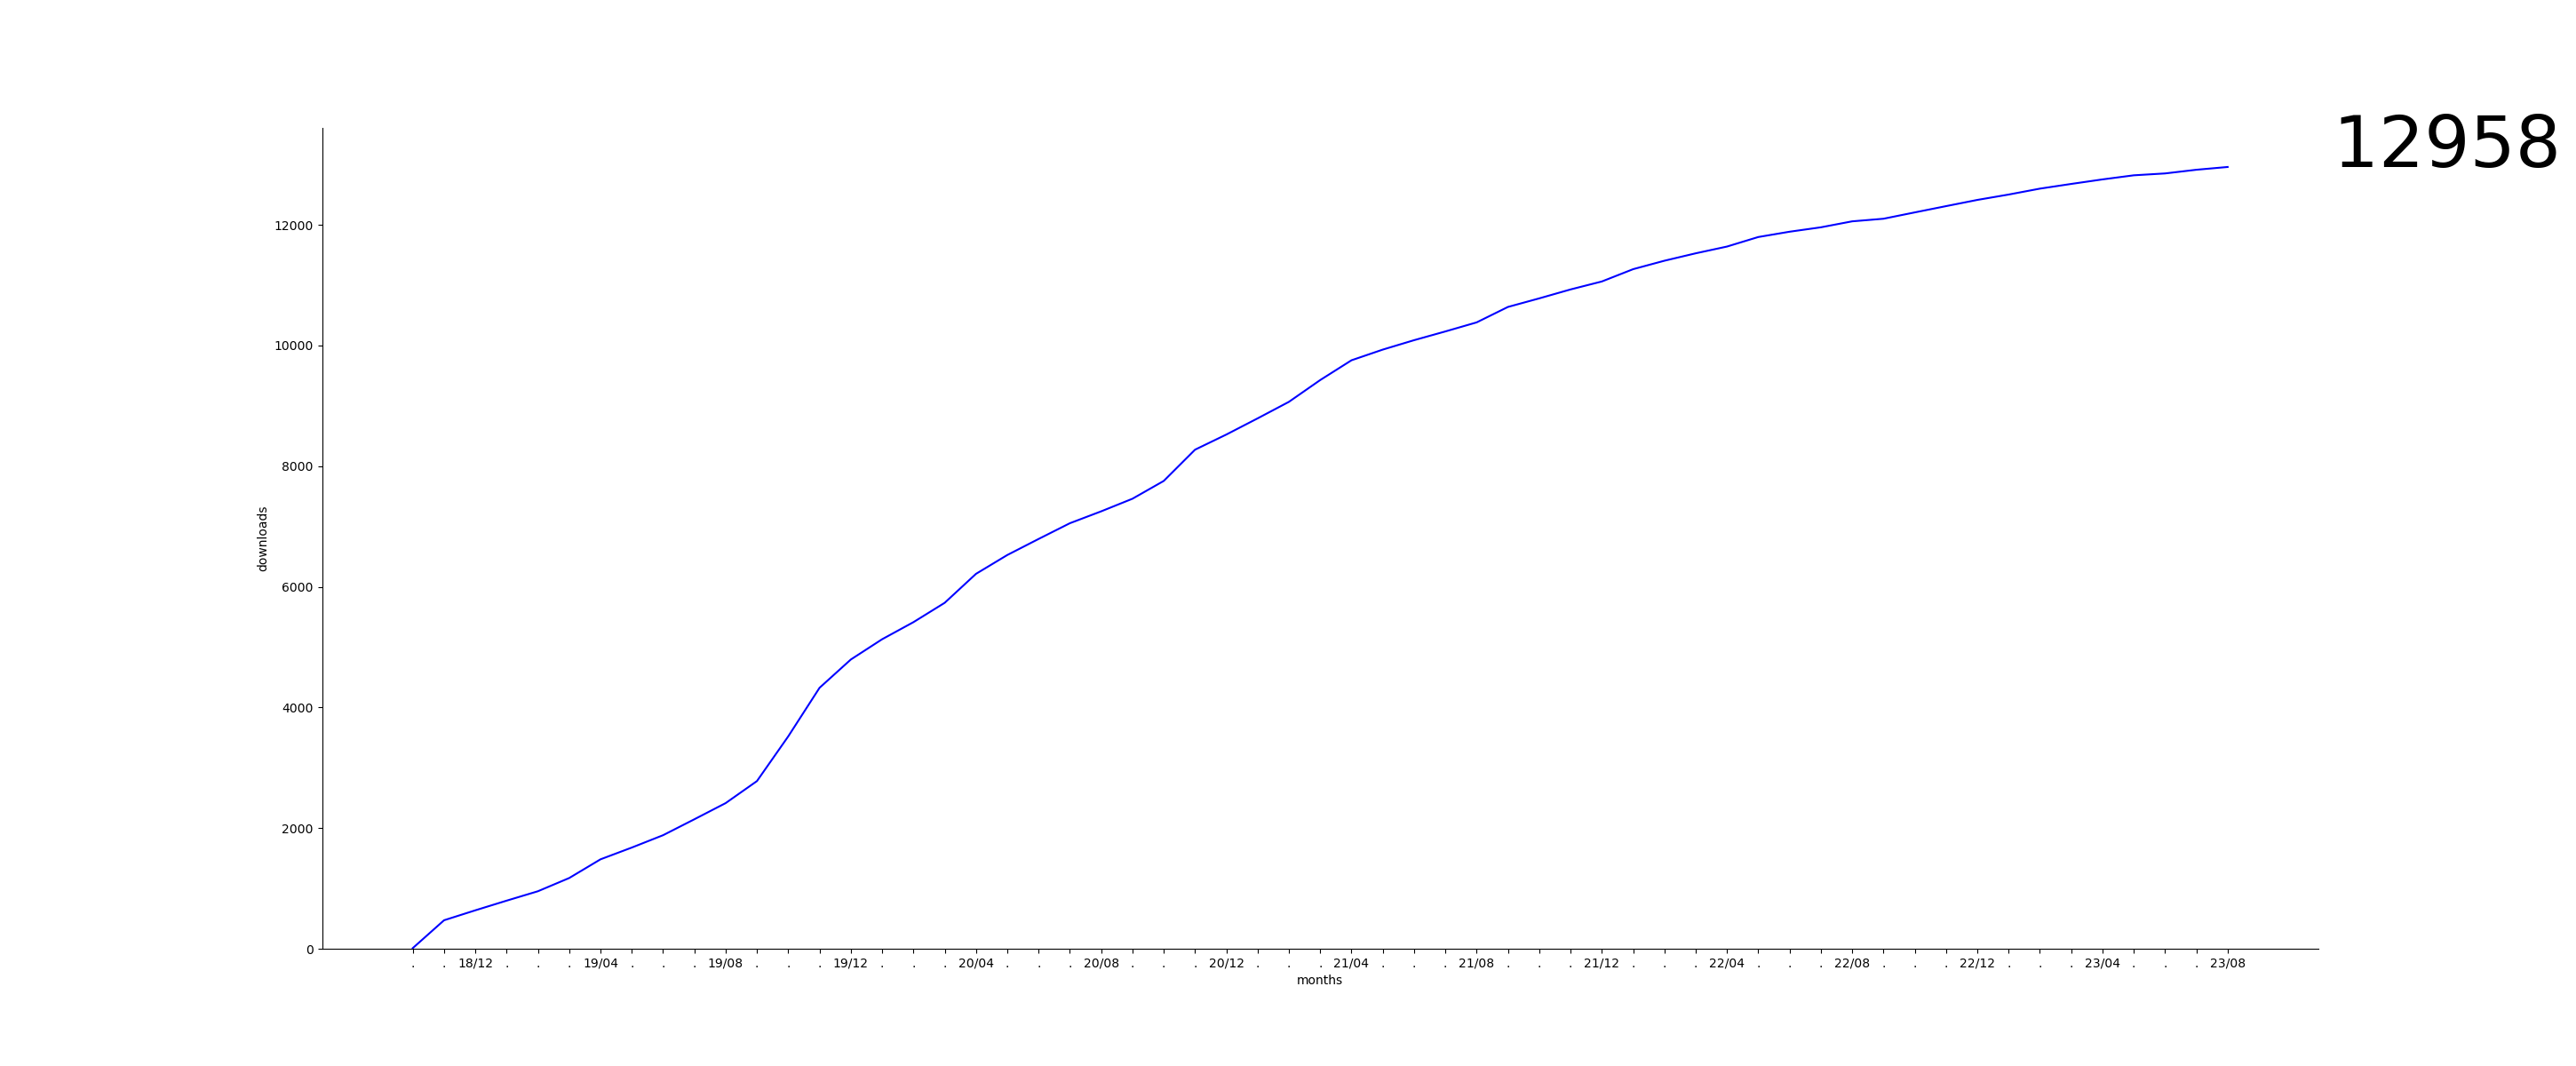 12958
12000
10000
8000
6000
4000
2000
0
downloads
. . 18/12 . . . 19/04 . . . 19/08 . . . 19/12 . . . 20/04 . . . 20/08 . . . 20/12 . . . 21/04 . . . 21/08 . . . 21/12 . . . 22/04 . . . 22/08 . . . 22/12 . . . 23/04 . . . 23/08
months